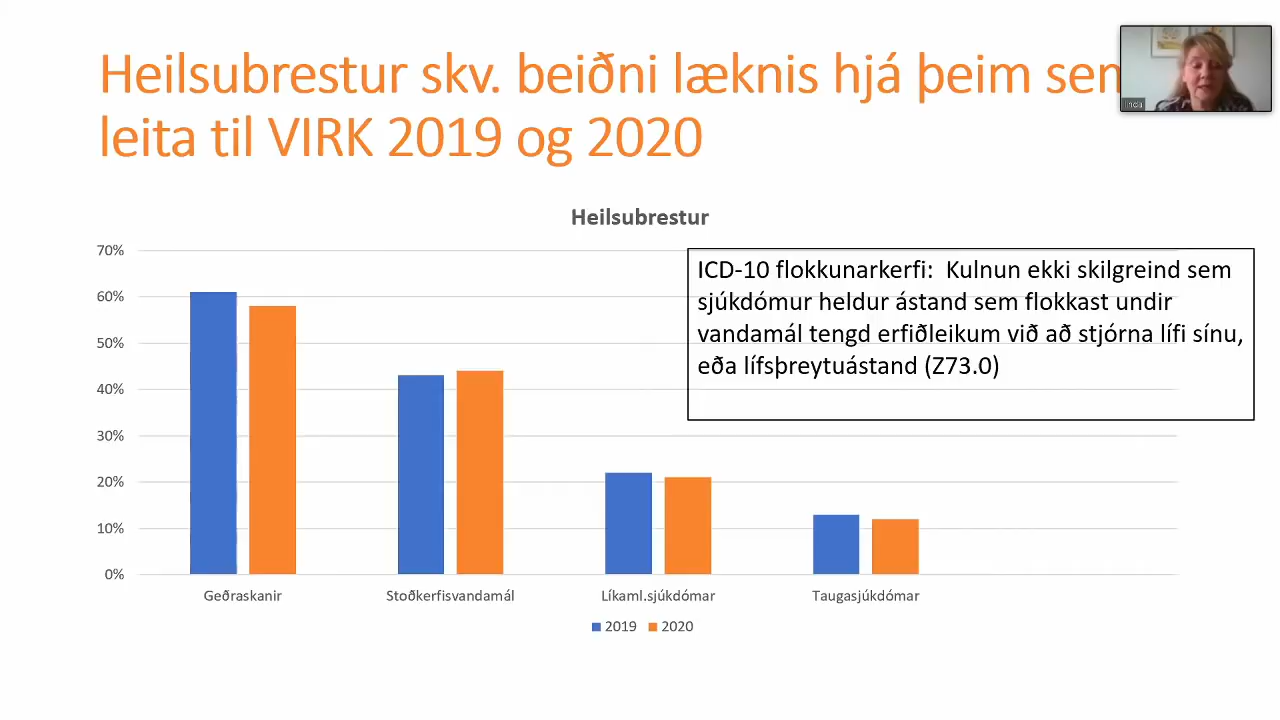 Heilsubrestur skv. beiðni læknis hjá þeim
leita til VIRK 2019 og 2020
Heilsubrestur
70%
60%
50%
40%
30%
20%
10%
0%
ICD-10 flokkunarkerfi: Kulnun ekki skilgreind sem
sjúkdómur heldur ástand sem flokkast undir
vandamál tengd erfiðleikum við að stjórna lífi sínu,
eða lífsþreytuástand (Z73.0)
Geðraskanir Stoðkerfisvandamál Líkaml.sjúkdómar Taugasjúkdómar
2019 2020